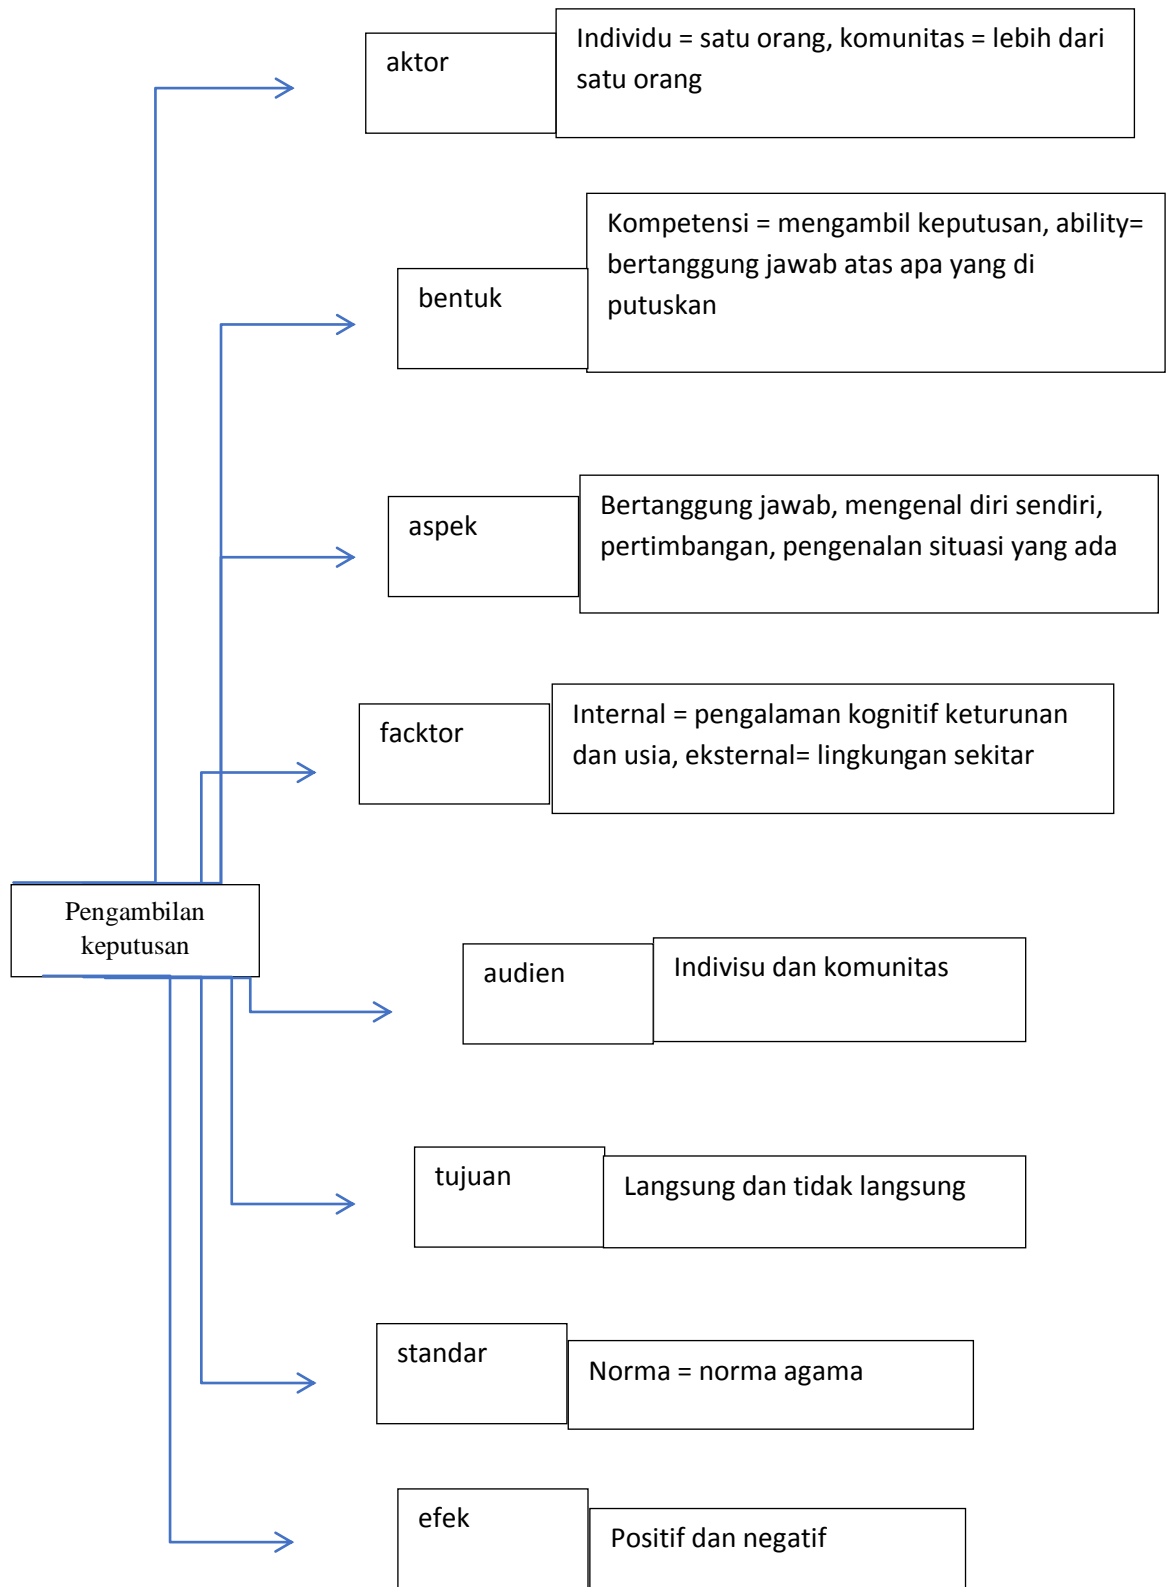 aktor
Individu = satu orang, komunitas = lebih dari
satu orang
bentuk
Kompetensi = mengambil keputusan, ability=
bertanggung jawab atas apa yang di
putuskan
aspek
Bertanggung jawab, mengenal diri sendiri,
pertimbangan, pengenalan situasi yang ada
facktor
Internal = pengalaman kognitif keturunan
dan usia, eksternal= lingkungan sekitar
Pengambilan
keputusan
audien
Indivisu dan komunitas
tujuan
Langsung dan tidak langsung
standar
Norma = norma agama
efek
Positif dan negatif